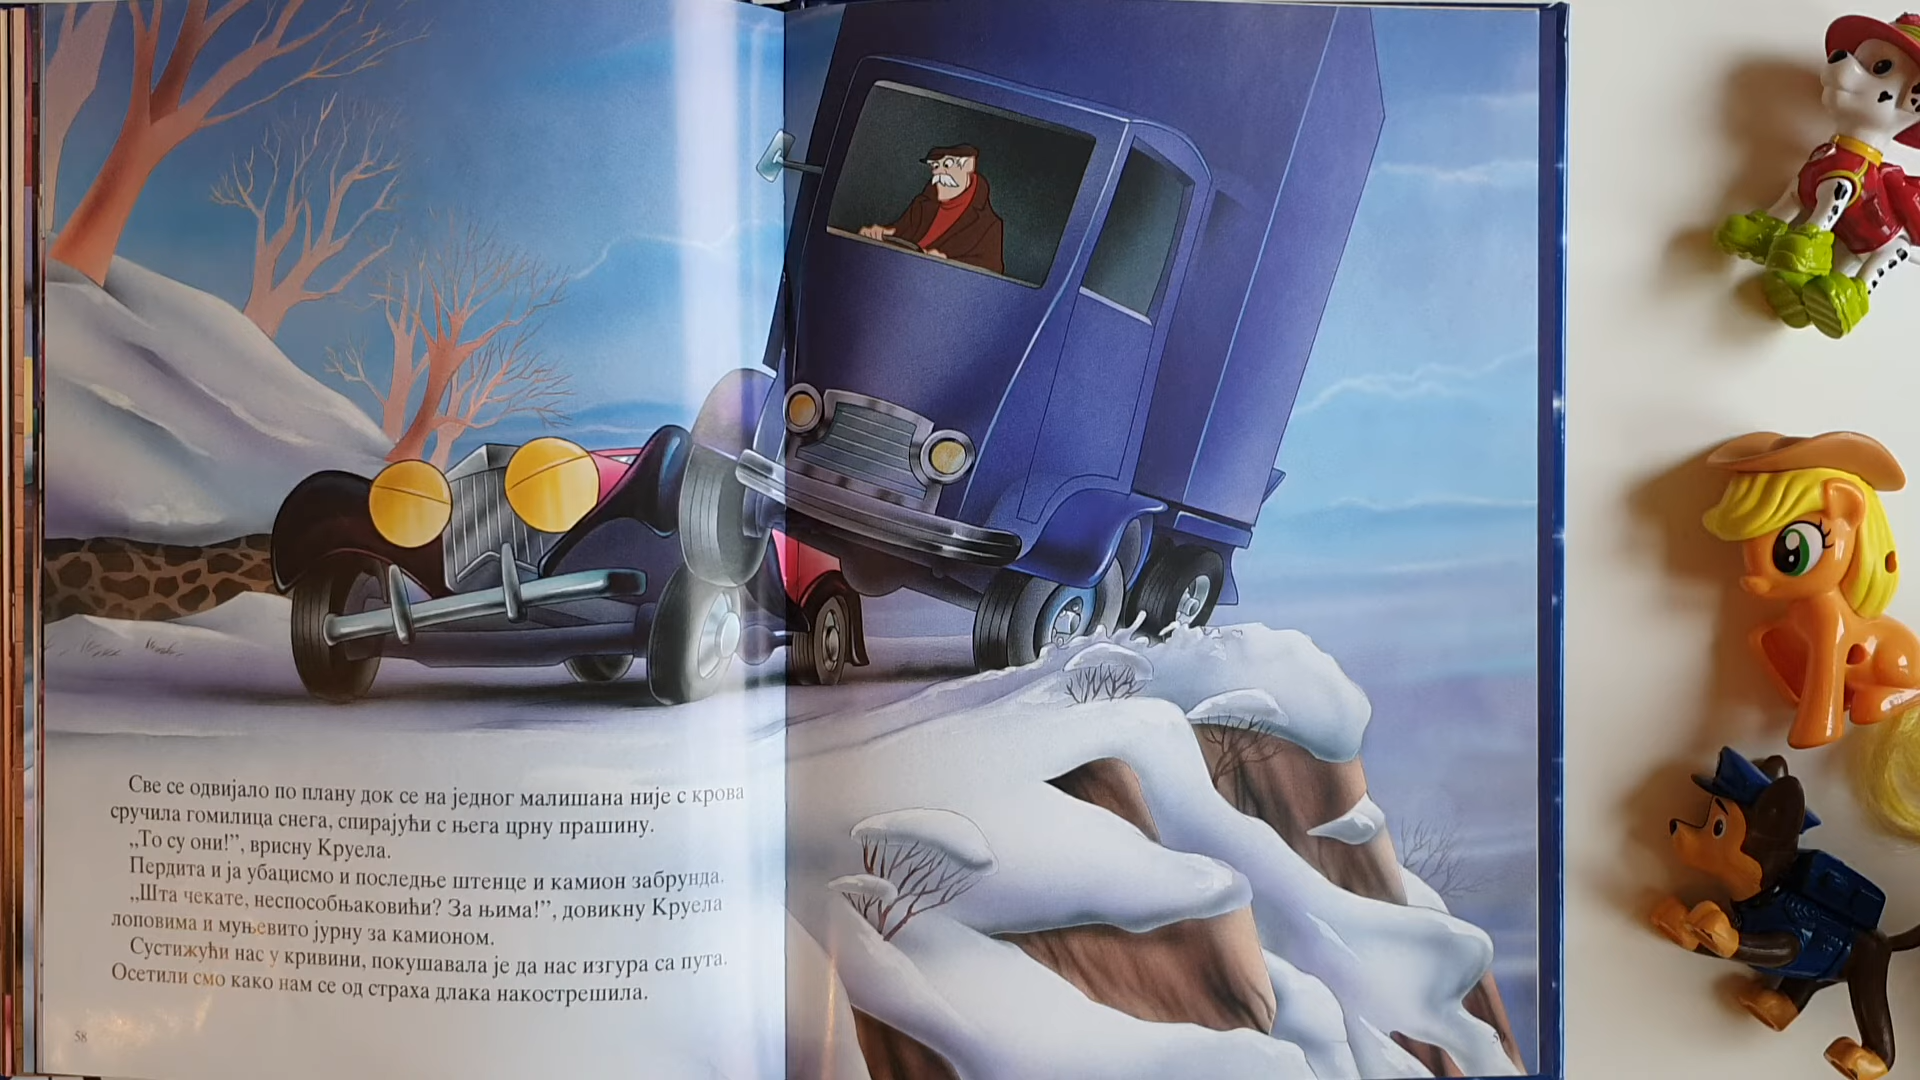 Све се одвијало по плану док се на једног малишана није с крова
сручила гомилица снега, спирајући с њега црну прашину.
„То су они!”, врисну Круела.
Пердита и ја убацисмо и последње штенце и камион забрунда.
„Шта чекате, неспособњаковићи? За њима!”, довикну Круела
лоповима и муњевито јурну за камионом.
Сустижући нас у кривини, покушавала је да нас изгура са пута.
Осетили смо како нам се од страха длака накострешила.
58